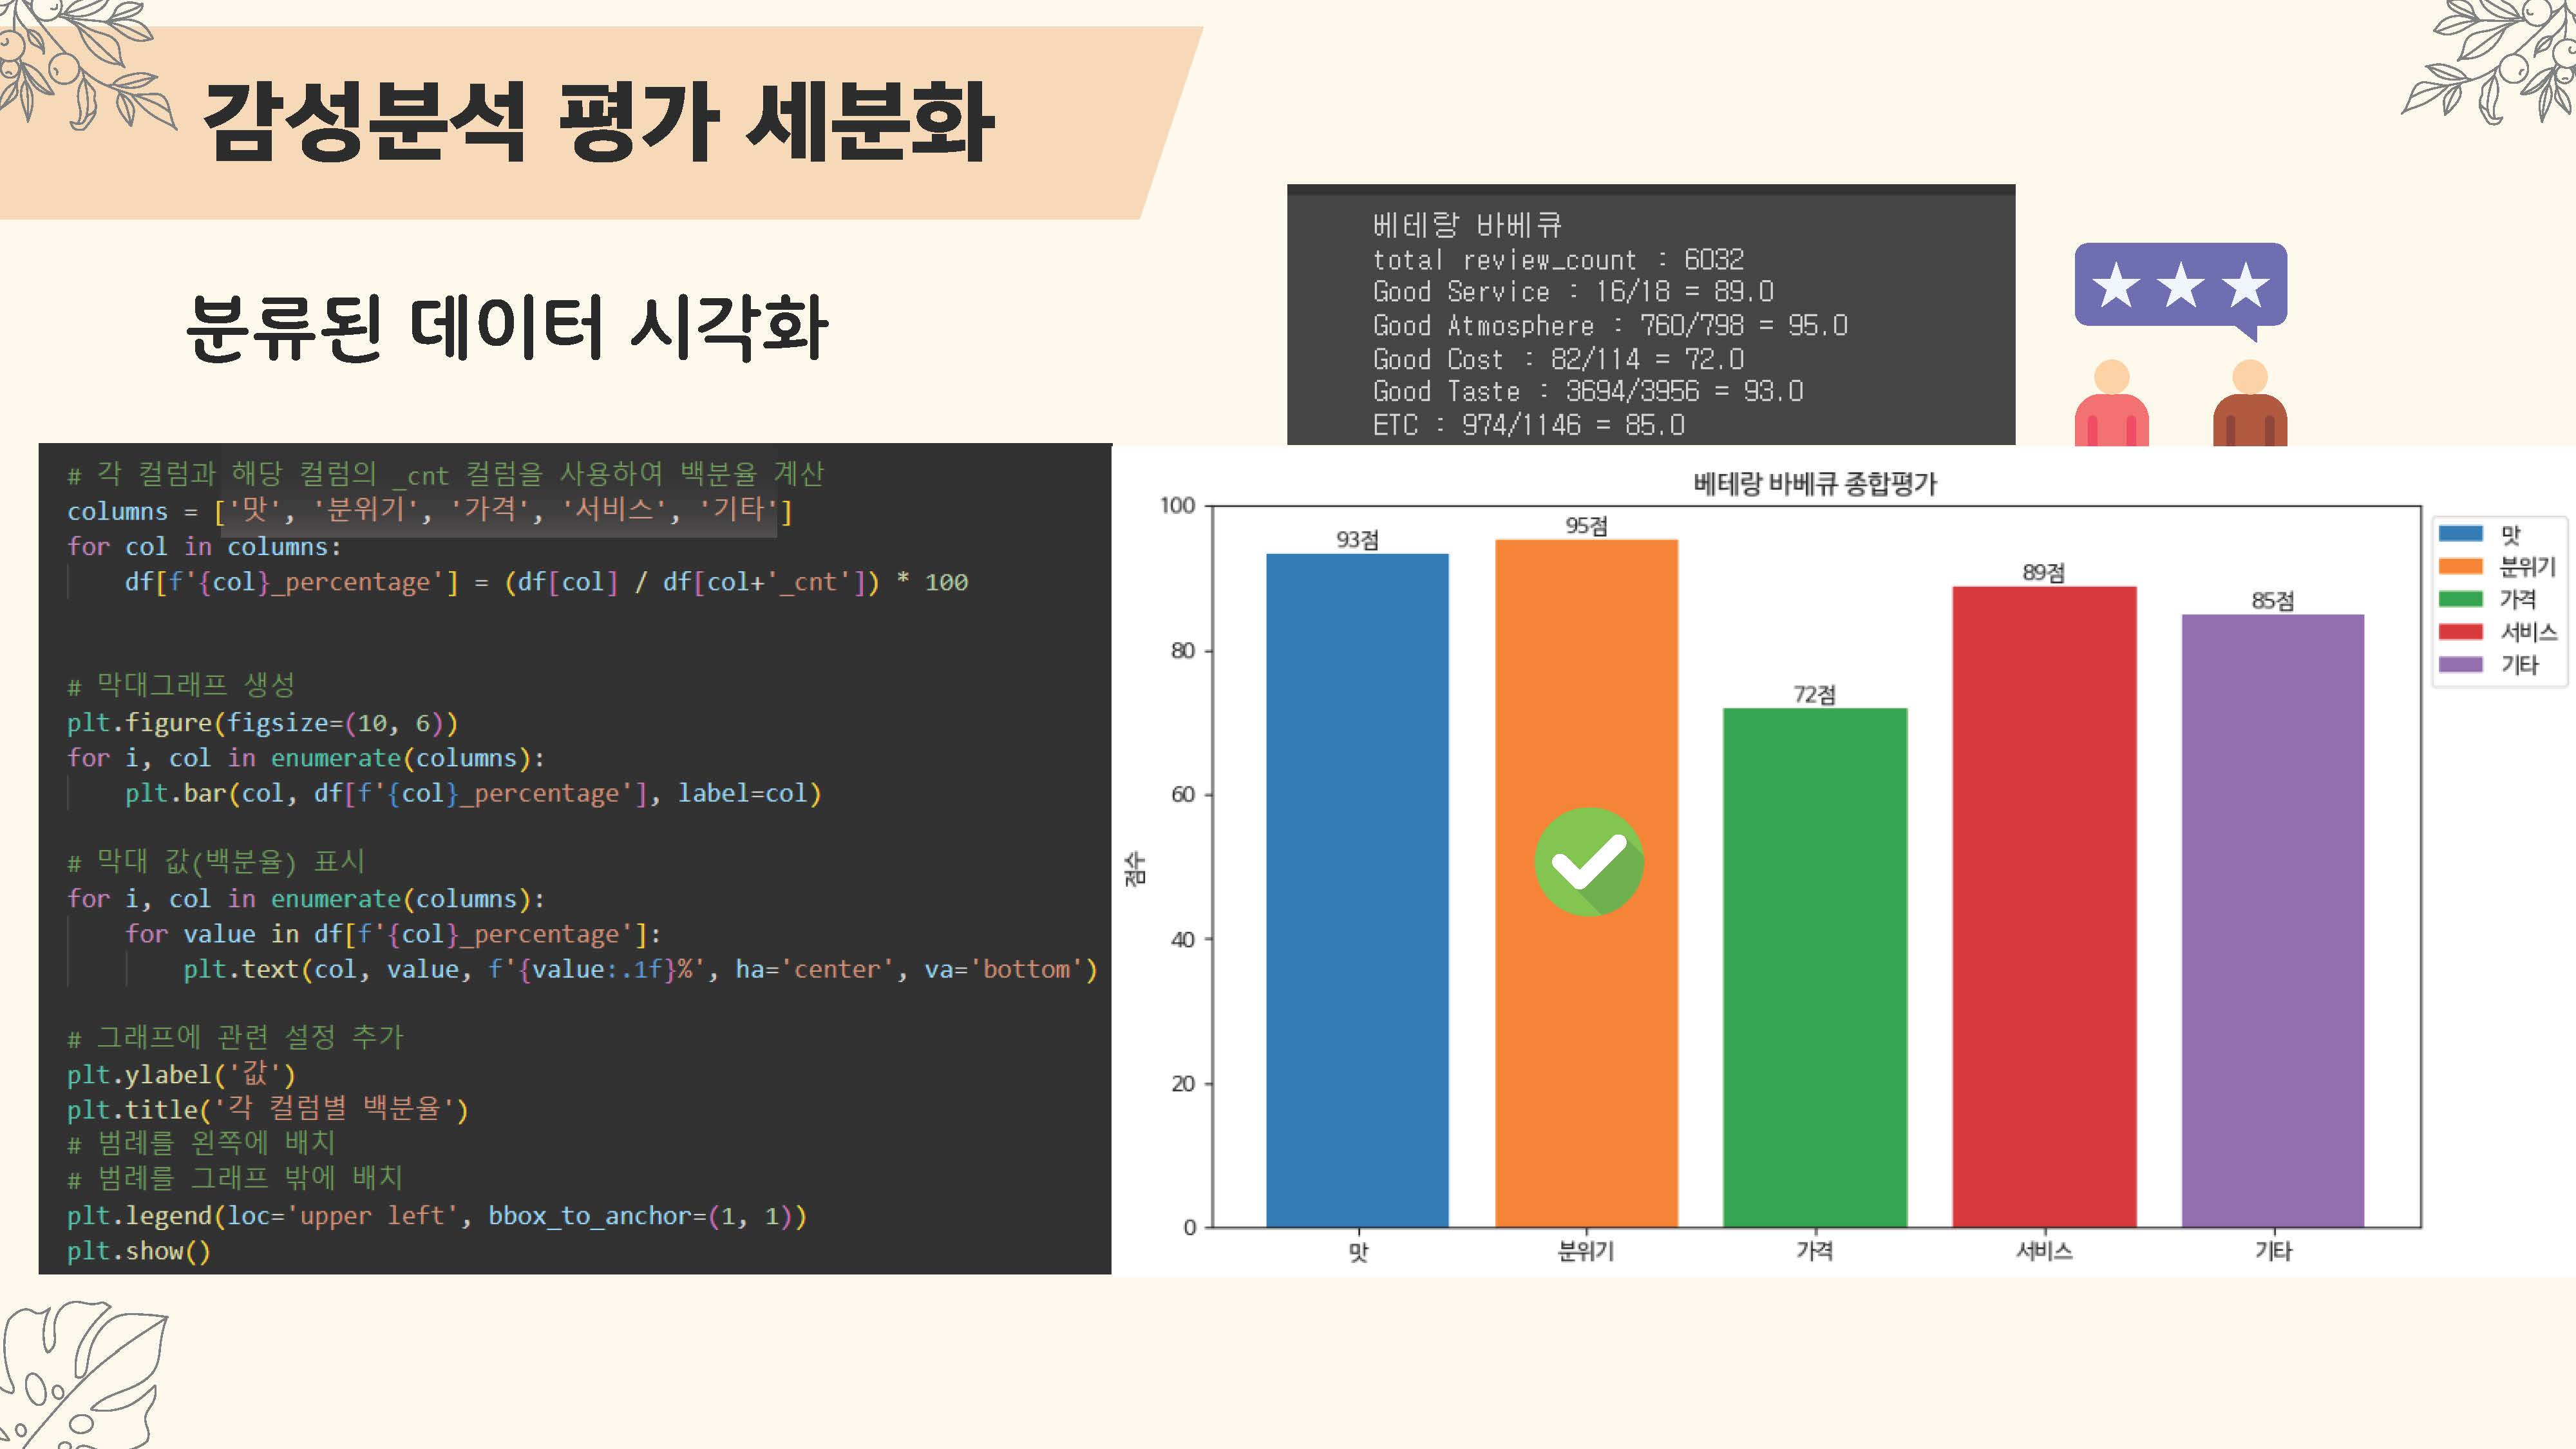 감성분석 평가 세분화
분류된 데이터 시각화
베테랑 바베큐
total review_count : 6032
Good Service : 16/18 = 89.0
Good Atmosphere : 760/798 = 95.0
Good Cost : 82/114 = 72.0
Good Taste : 3694/3956 = 93.0
ETC : 974/1146 = 85.0
# 각 컬럼과 해당 컬럼의 _cnt 컬럼을 사용하여 백분율 계산
columns = ['맛', '분위기', '가격', '서비스', '기타']
for col in columns:
    df[f'{col}_percentage'] = (df[col] / df[col+'_cnt']) * 100
# 막대그래프 생성
plt.figure(figsize=(10, 6))
for i, col in enumerate(columns):
    plt.bar(col, df[f'{col}_percentage'], label=col)
# 막대 값(백분율) 표시
for i, col in enumerate(columns):
    for value in df[f'{col}_percentage']:
        plt.text(col, value, f'{value:.1f}%', ha='center', va='bottom')
# 그래프에 관련 설정 추가
plt.ylabel('값')
plt.title('각 컬럼별 백분율')
# 범례를 왼쪽에 배치
# 범례를 그래프 밖에 배치
plt.legend(loc='upper left', bbox_to_anchor=(1, 1))
plt.show()
베테랑 바베큐 종합평가
점수
100
80
60
40
20
0
93점
95점
72점
89점
85점
맛
분위기
가격
서비스
기타
맛
분위기
가격
서비스
기타